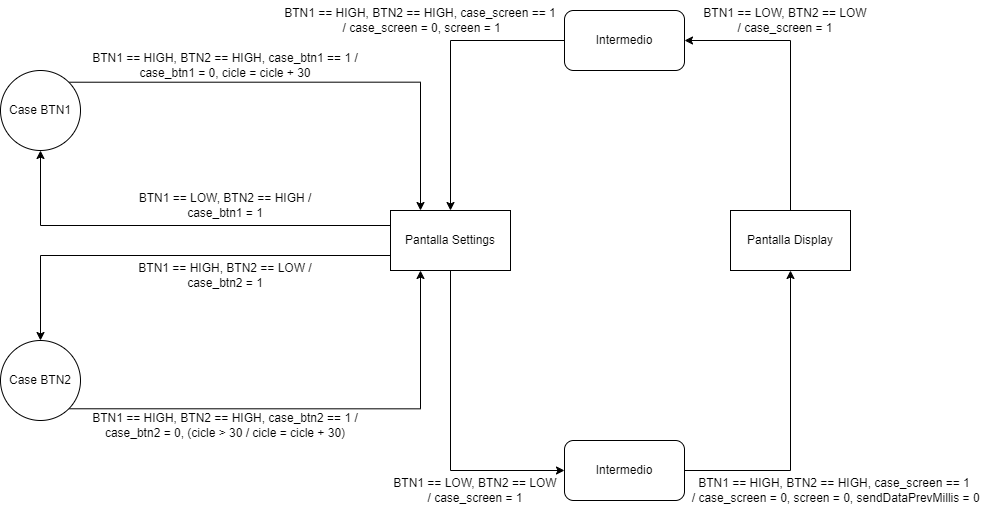 BTN1 == HIGH, BTN2 == HIGH, case_screen == 1
/ case_screen = 0, screen = 1
Intermedio
BTN1 == LOW, BTN2 == LOW
/ case_screen = 1
BTN1 == HIGH, BTN2 == HIGH, case_btn1 == 1 /
case_btn1 = 0, cicle = cicle + 30
Case BTN1
BTN1 == LOW, BTN2 == HIGH /
case_btn1 = 1
Pantalla Settings
Pantalla Display
BTN1 == HIGH, BTN2 == LOW /
case_btn2 = 1
Case BTN2
BTN1 == HIGH, BTN2 == HIGH, case_btn2 == 1 /
case_btn2 = 0, (cicle > 30 / cicle = cicle + 30)
Intermedio
BTN1 == LOW, BTN2 == LOW
/ case_screen = 1
BTN1 == HIGH, BTN2 == HIGH, case_screen == 1
/ case_screen = 0, screen = 0, sendDataPrevMillis = 0